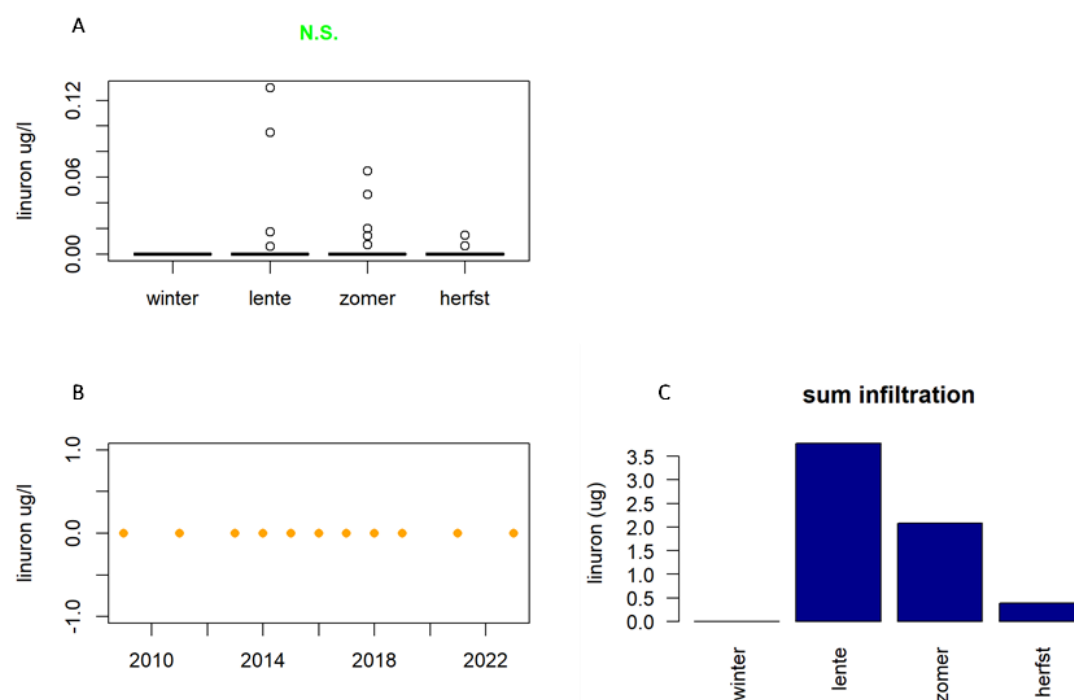 A
N.S.
linuron ug/l
0.12
0.06
0.00
winter lente zomer herfst
B
linuron ug/l
1.0
0.0
-1.0
2010 2014 2018 2022
C
sum infiltration
linuron (ug)
3.5
3.0
2.5
2.0
1.5
1.0
0.5
0.0
winter lente zomer herfst